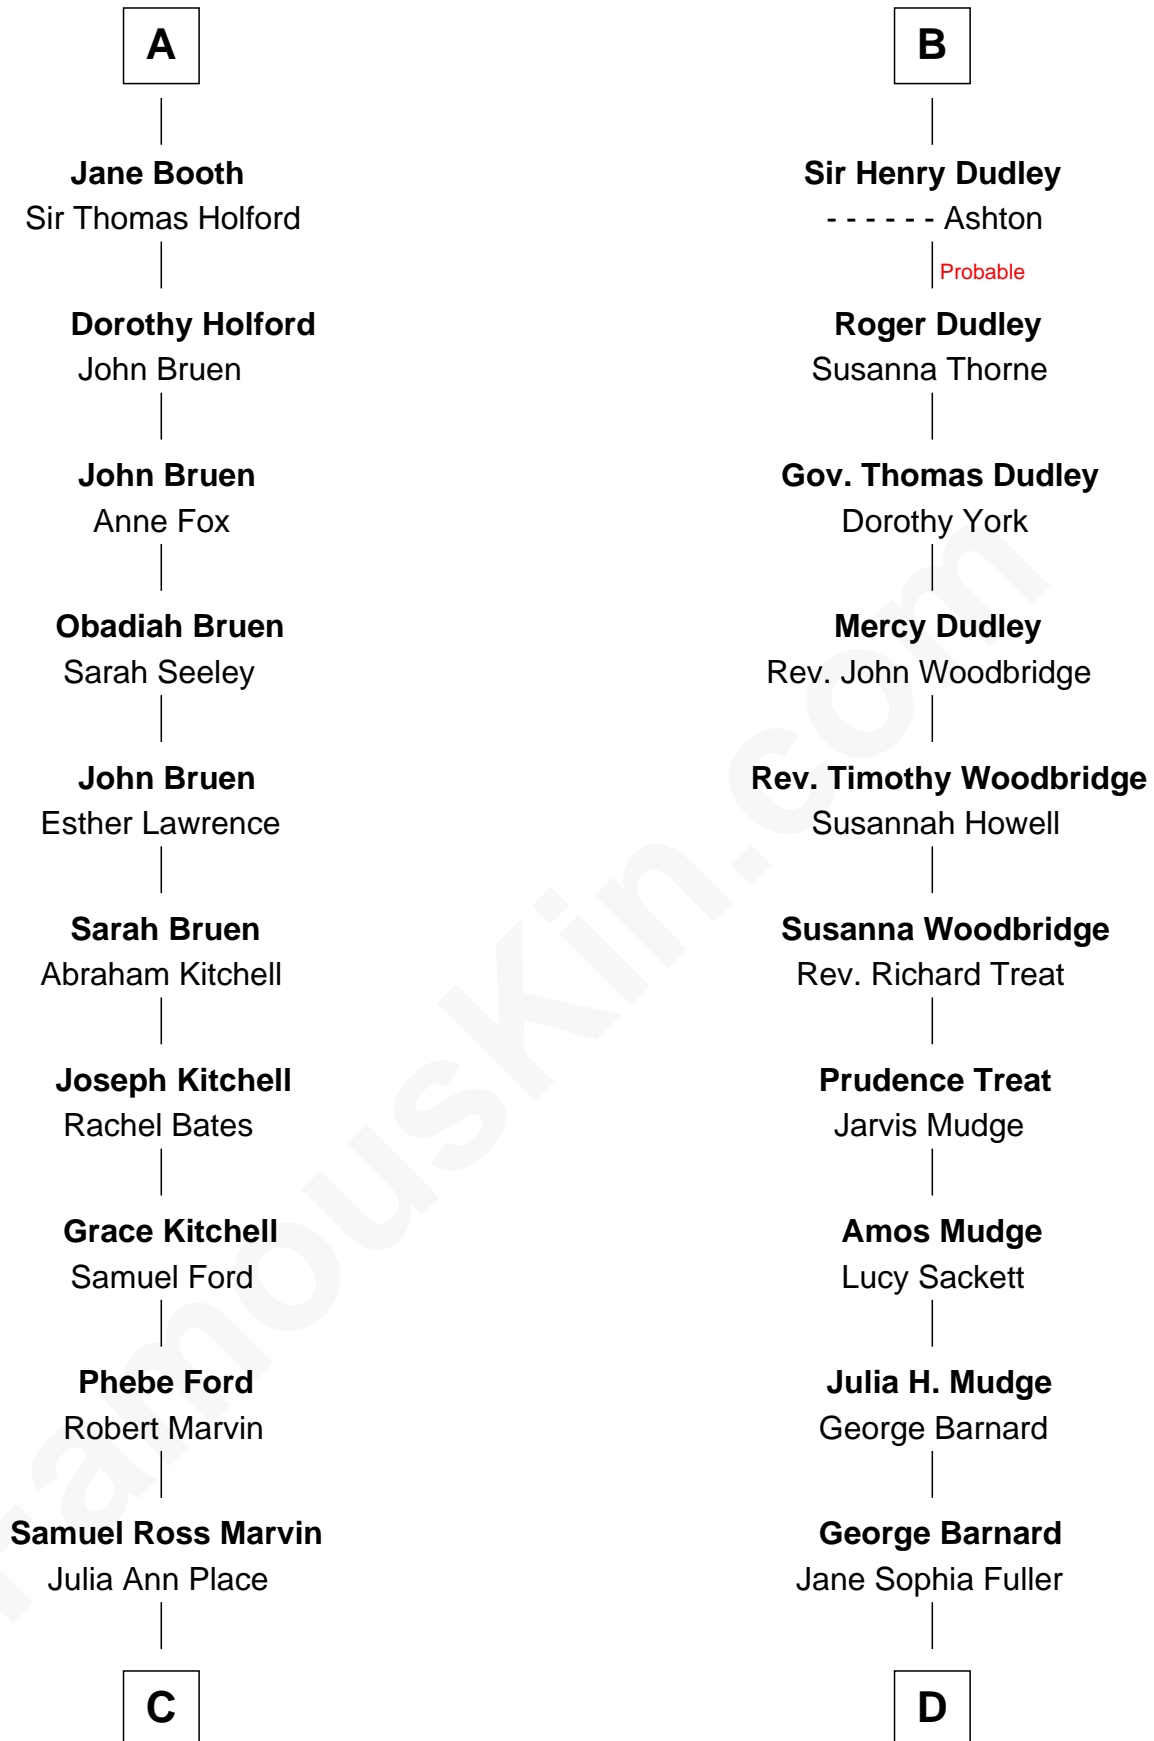 A
Jane Booth
Sir Thomas Holford
Dorothy Holford
John Bruen
John Bruen
Anne Fox
Obadiah Bruen
Sarah Seeley
John Bruen
Esther Lawrence
Sarah Bruen
Abraham Kitchell
Joseph Kitchell
Rachel Bates
Grace Kitchell
Samuel Ford
Phebe Ford
Robert Marvin
Samuel Ross Marvin
Julia Ann Place
C
B
Sir Henry Dudley
- - - - - - Ashton
Probable
Roger Dudley
Susanna Thorne
Gov. Thomas Dudley
Dorothy York
Mercy Dudley
Rev. John Woodbridge
Rev. Timothy Woodbridge
Susannah Howell
Susanna Woodbridge
Rev. Richard Treat
Prudence Treat
Jarvis Mudge
Amos Mudge
Lucy Sackett
Julia H. Mudge
George Barnard
George Barnard
Jane Sophia Fuller
D
FamousKin.com